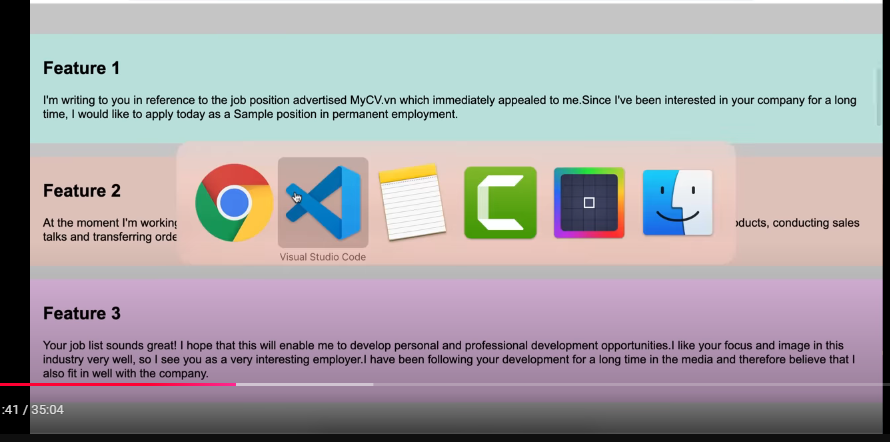 Feature 1
I'm writing to you in reference to the job position advertised MyCV.vn which immediately appealed to me.Since I've been interested in your company for a long
time, I would like to apply today as a Sample position in permanent employment.
Feature 2
At the moment I'm working oducts, conducting sales
talks and transferring orde
Visual Studio Code
Feature 3
Your job list sounds great! I hope that this will enable me to develop personal and professional development opportunities.I like your focus and image in this
industry very well, so I see you as a very interesting employer.I have been following your development for a long time in the media and therefore believe that I
also fit in well with the company.
:41 / 35:04